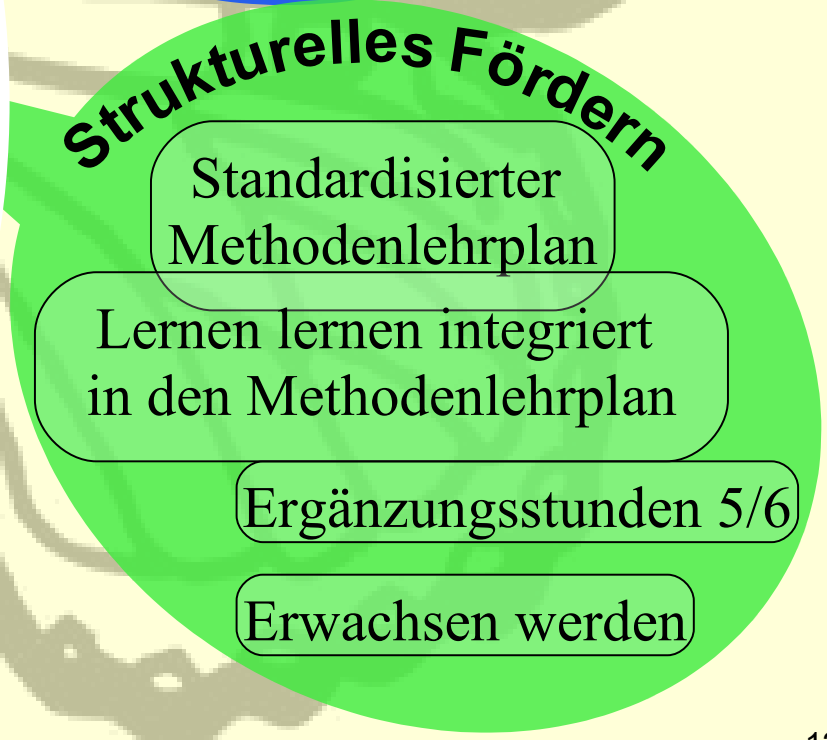 Strukturelles Fördern
Standardisierter
Methodenlehrplan
Lernen lernen integriert
in den Methodenlehrplan
Ergänzungsstunden 5/6
Erwachsen werden